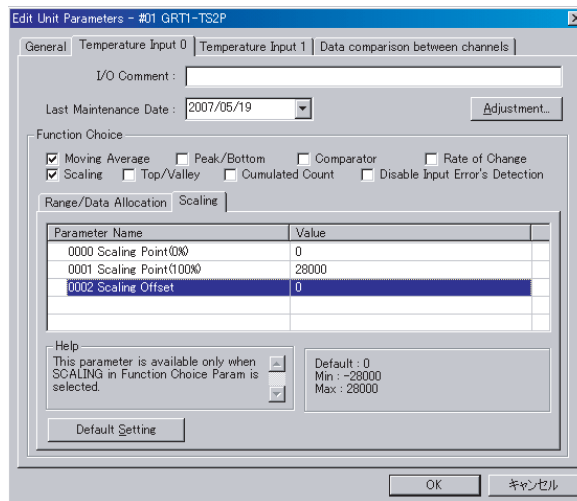 Edit Unit Parameters - #01 GRT1-TS2P
General Temperature Input 0 Temperature Input 1 Data comparison between channels
I/O Comment :
Last Maintenance Date : 2007/05/19 Adjustment...
Function Choice
Moving Average Peak/Bottom Comparator Rate of Change
Scaling Top/Valley Cumulated Count Disable Input Error's Detection
Range/Data Allocation Scaling
Parameter Name Value
0000 Scaling Point(0%) 0
0001 Scaling Point(100%) 28000
0002 Scaling Offset 0
Help
This parameter is available only when
SCALING in Function Choice Param is
selected.
Default : 0
Min : -28000
Max : 28000
Default Setting
OK キャンセル